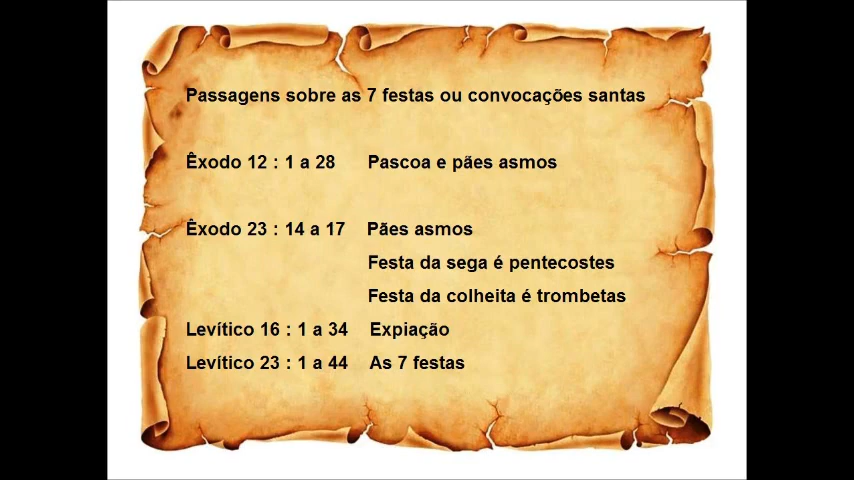 Passagens sobre as 7 festas ou convocações santas
Êxodo 12 : 1 a 28 Pascoa e pães asmos
Êxodo 23 : 14 a 17 Pães asmos
Festa da sega é pentecostes
Festa da colheita é trombetas
Levítico 16 : 1 a 34 Expiação
Levítico 23 : 1 a 44 As 7 festas